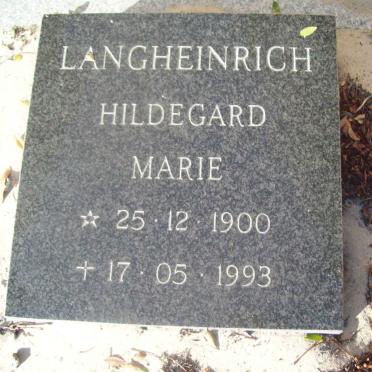 LANGHEINRICH
HILDEGARD
MARIE
☆ 25·12·1900
† 17·05·1993